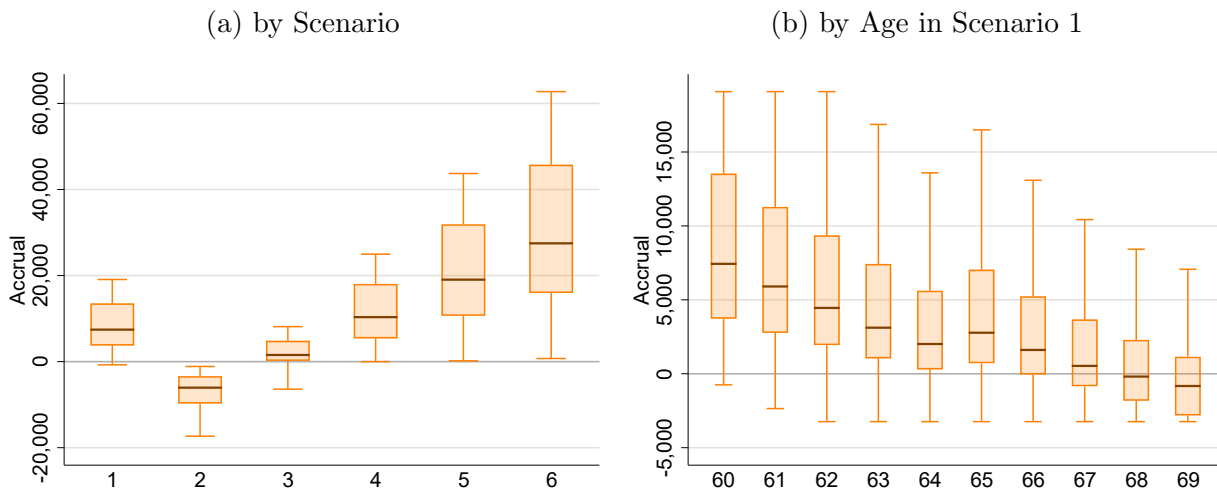 (a) by Scenario
Accrual
60,000
40,000
20,000
0
-20,000
1 2 3 4 5 6
(b) by Age in Scenario 1
Accrual
15,000
10,000
5,000
0
-5,000
60 61 62 63 64 65 66 67 68 69